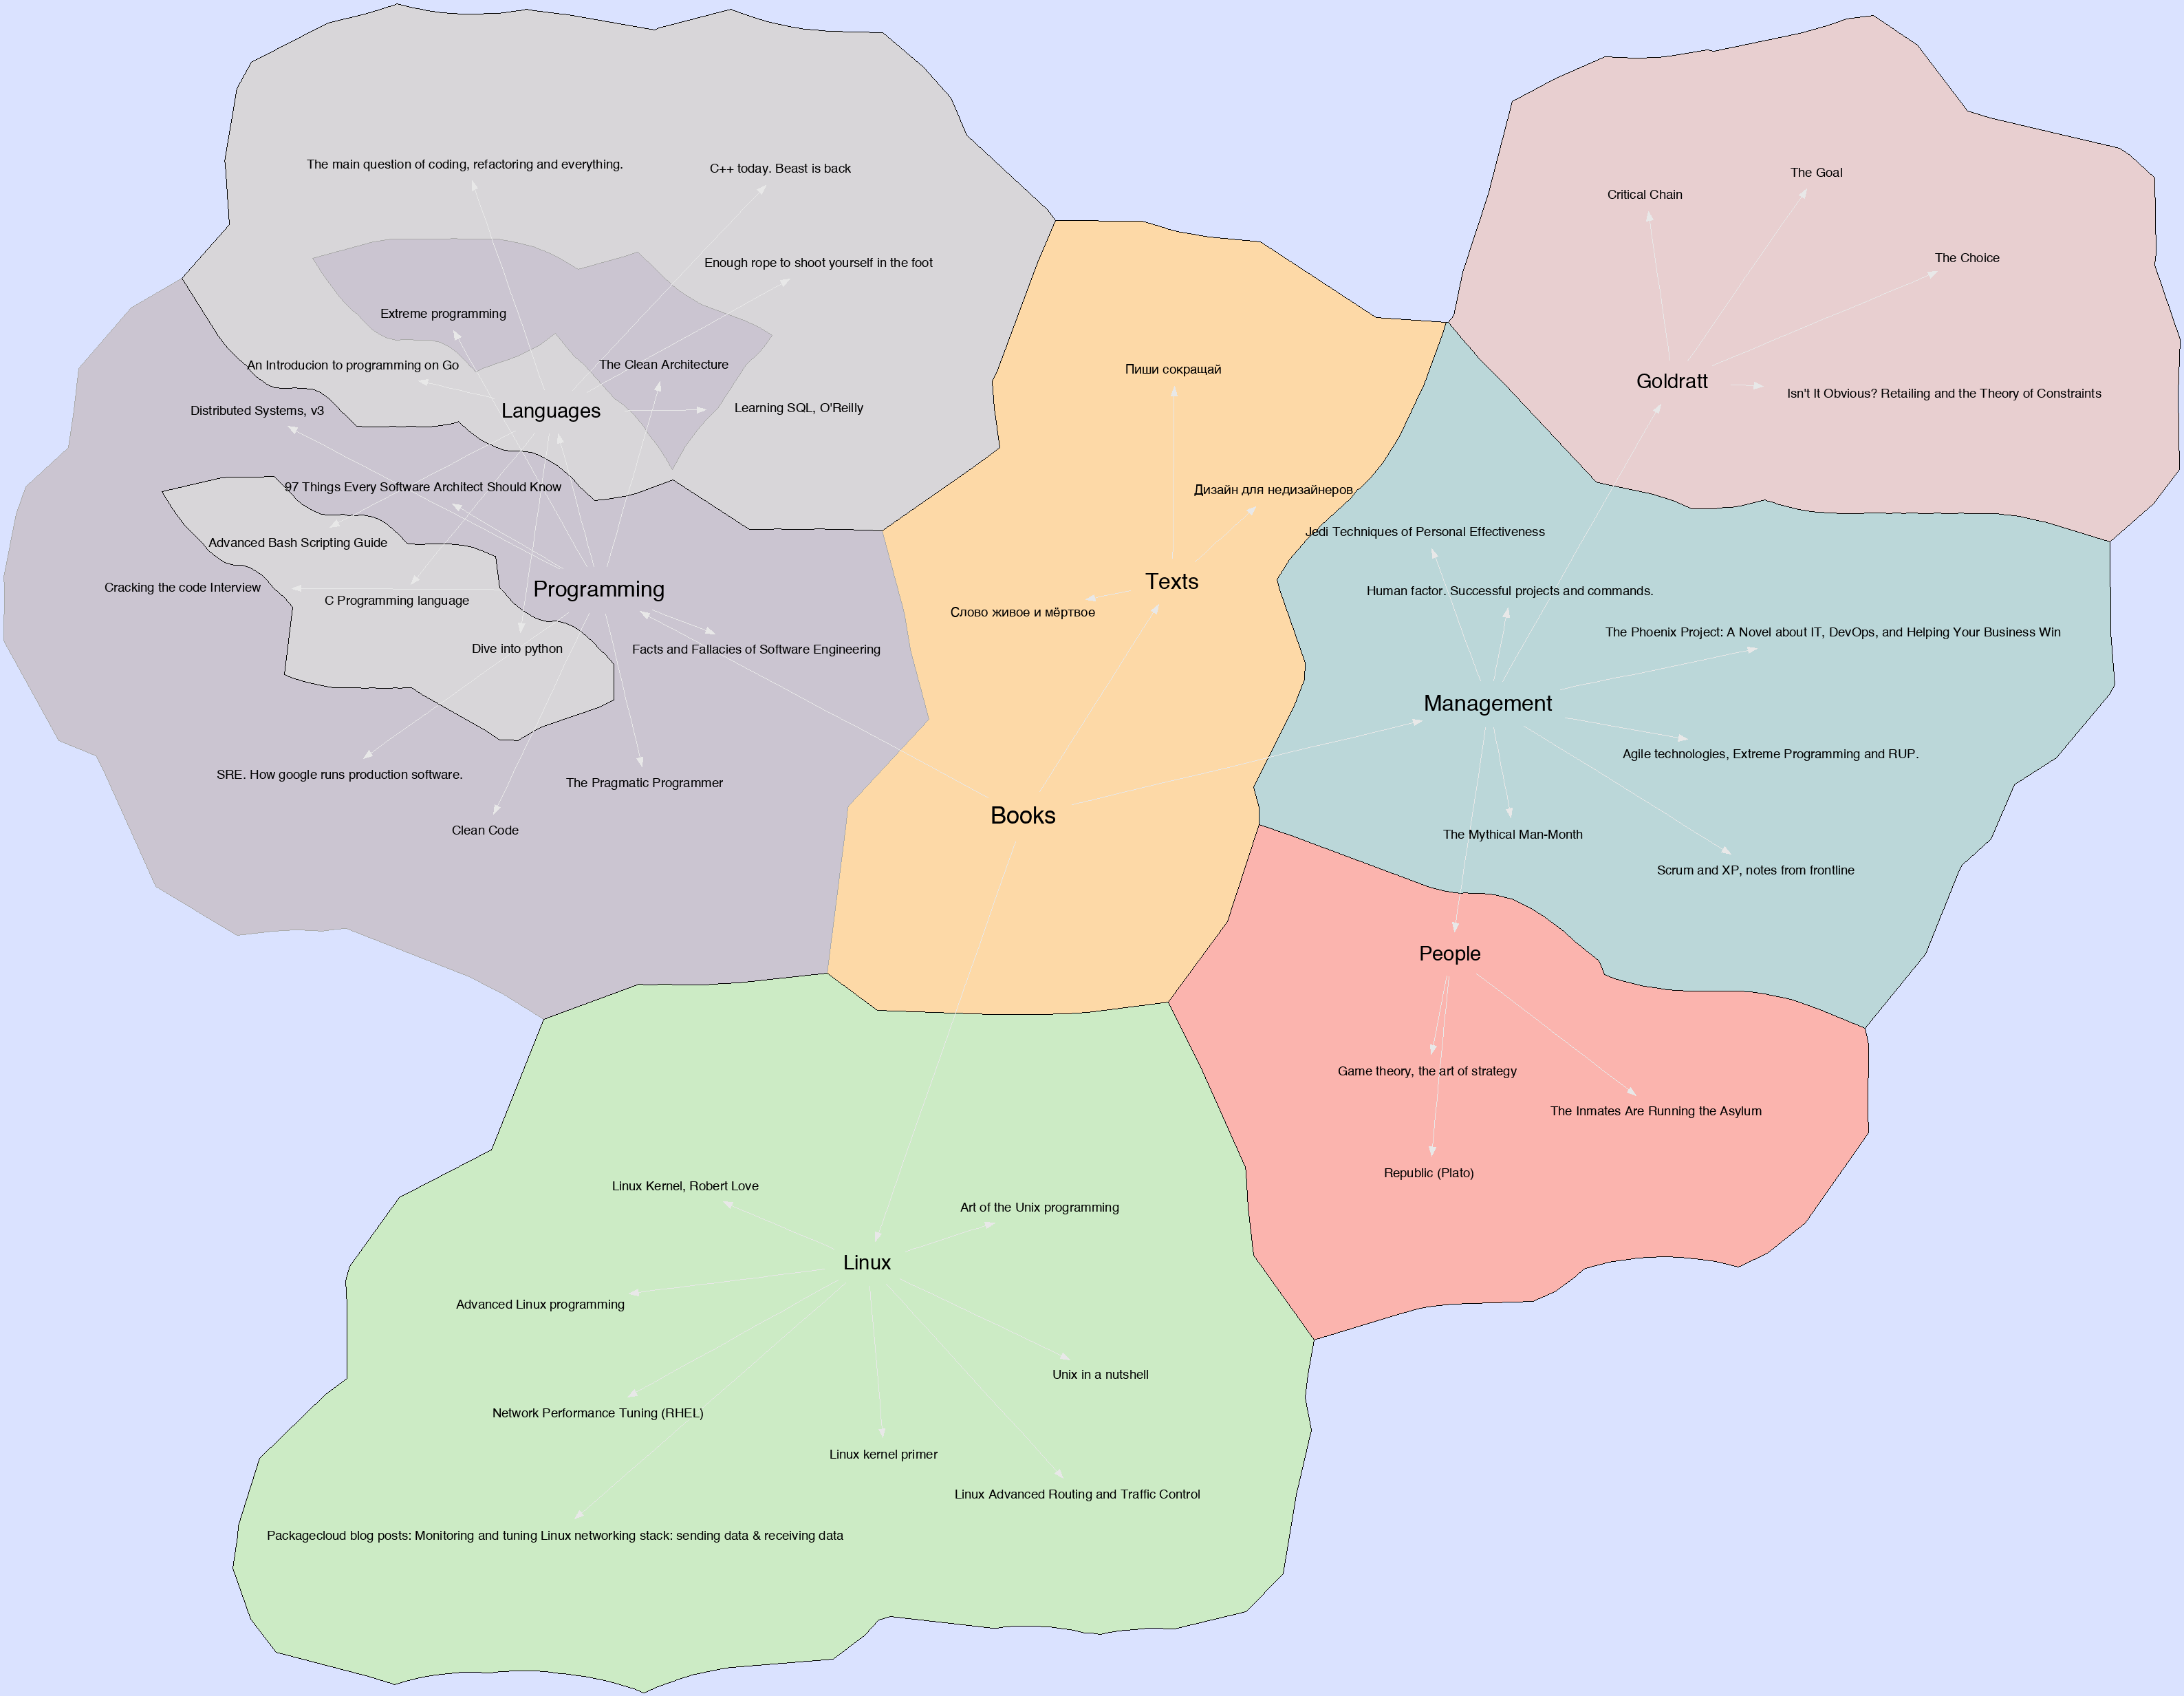 The main question of coding, refactoring and everything.
C++ today. Beast is back
Enough rope to shoot yourself in the foot
Extreme programming
An Introducion to programming on Go
The Clean Architecture
Languages
Learning SQL, O'Reilly
Distributed Systems, v3
97 Things Every Software Architect Should Know
Advanced Bash Scripting Guide
Cracking the code Interview
Programming
C Programming language
Dive into python
Facts and Fallacies of Software Engineering
SRE. How google runs production software.
The Pragmatic Programmer
Clean Code
Пиши сокращай
Дизайн для недизайнеров
Texts
Слово живое и мёртвое
Books
The Goal
Critical Chain
The Choice
Goldratt
Isn't It Obvious? Retailing and the Theory of Constraints
Jedi Techniques of Personal Effectiveness
Human factor. Successful projects and commands.
The Phoenix Project: A Novel about IT, DevOps, and Helping Your Business Win
Management
Agile technologies, Extreme Programming and RUP.
The Mythical Man-Month
Scrum and XP, notes from frontline
People
Game theory, the art of strategy
The Inmates Are Running the Asylum
Republic (Plato)
Linux Kernel, Robert Love
Art of the Unix programming
Linux
Advanced Linux programming
Unix in a nutshell
Network Performance Tuning (RHEL)
Linux kernel primer
Linux Advanced Routing and Traffic Control
Packagecloud blog posts: Monitoring and tuning Linux networking stack: sending data & receiving data